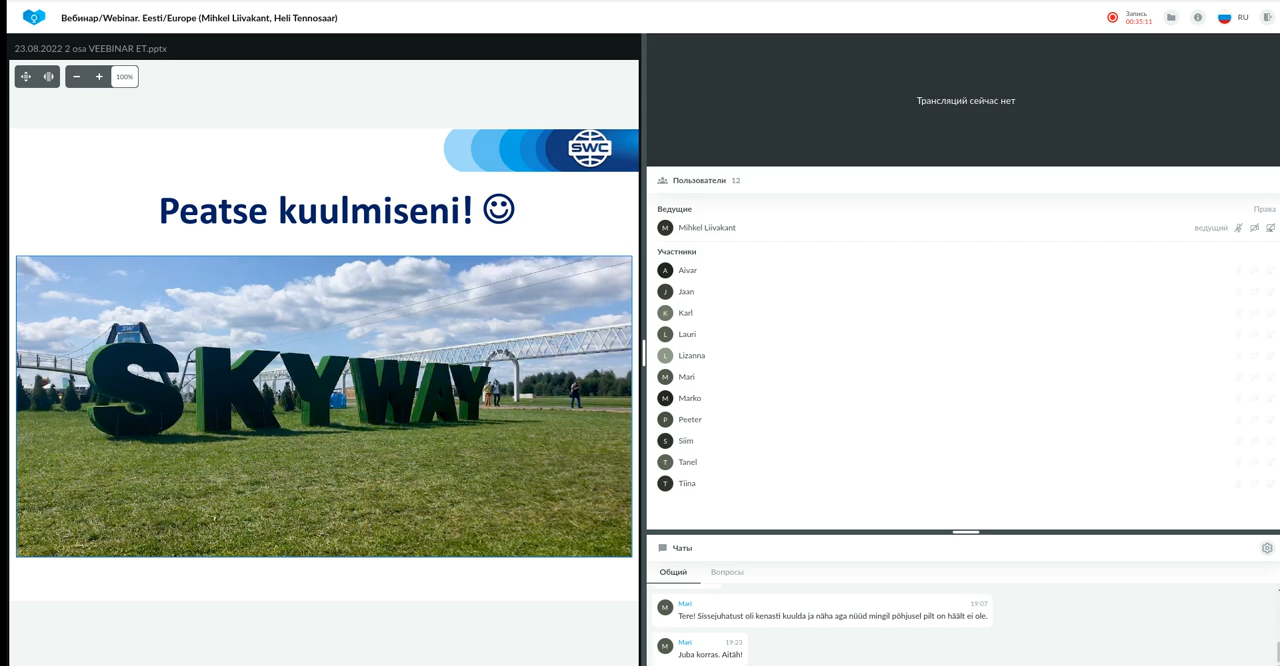 Вебинар/Webinar. Eesti/Europe (Mihkel Liivakant, Heli Tennosaar)
Запись
00:35:11
RU
23.08.2022 2 osa VEEBINAR ET.pptx
100%
SWC
Peatse kuulmiseni!
SKYWAY
Трансляций сейчас нет
Пользователи 12
Ведущие Права
M Mihkel Liivakant ведущий
Участники
A Aivar
J Jaan
K Karl
L Lauri
L Lizanna
M Mari
M Marko
P Peeter
S Siim
T Tanel
T Tiina
Чаты
Общий Вопросы
Mari 19:07
M Tere! Sissejuhatust oli kenasti kuulda ja näha aga nüüd mingil põhjusel pilt on häält ei ole.
Mari 19:23
M Juba korras. Aitäh!